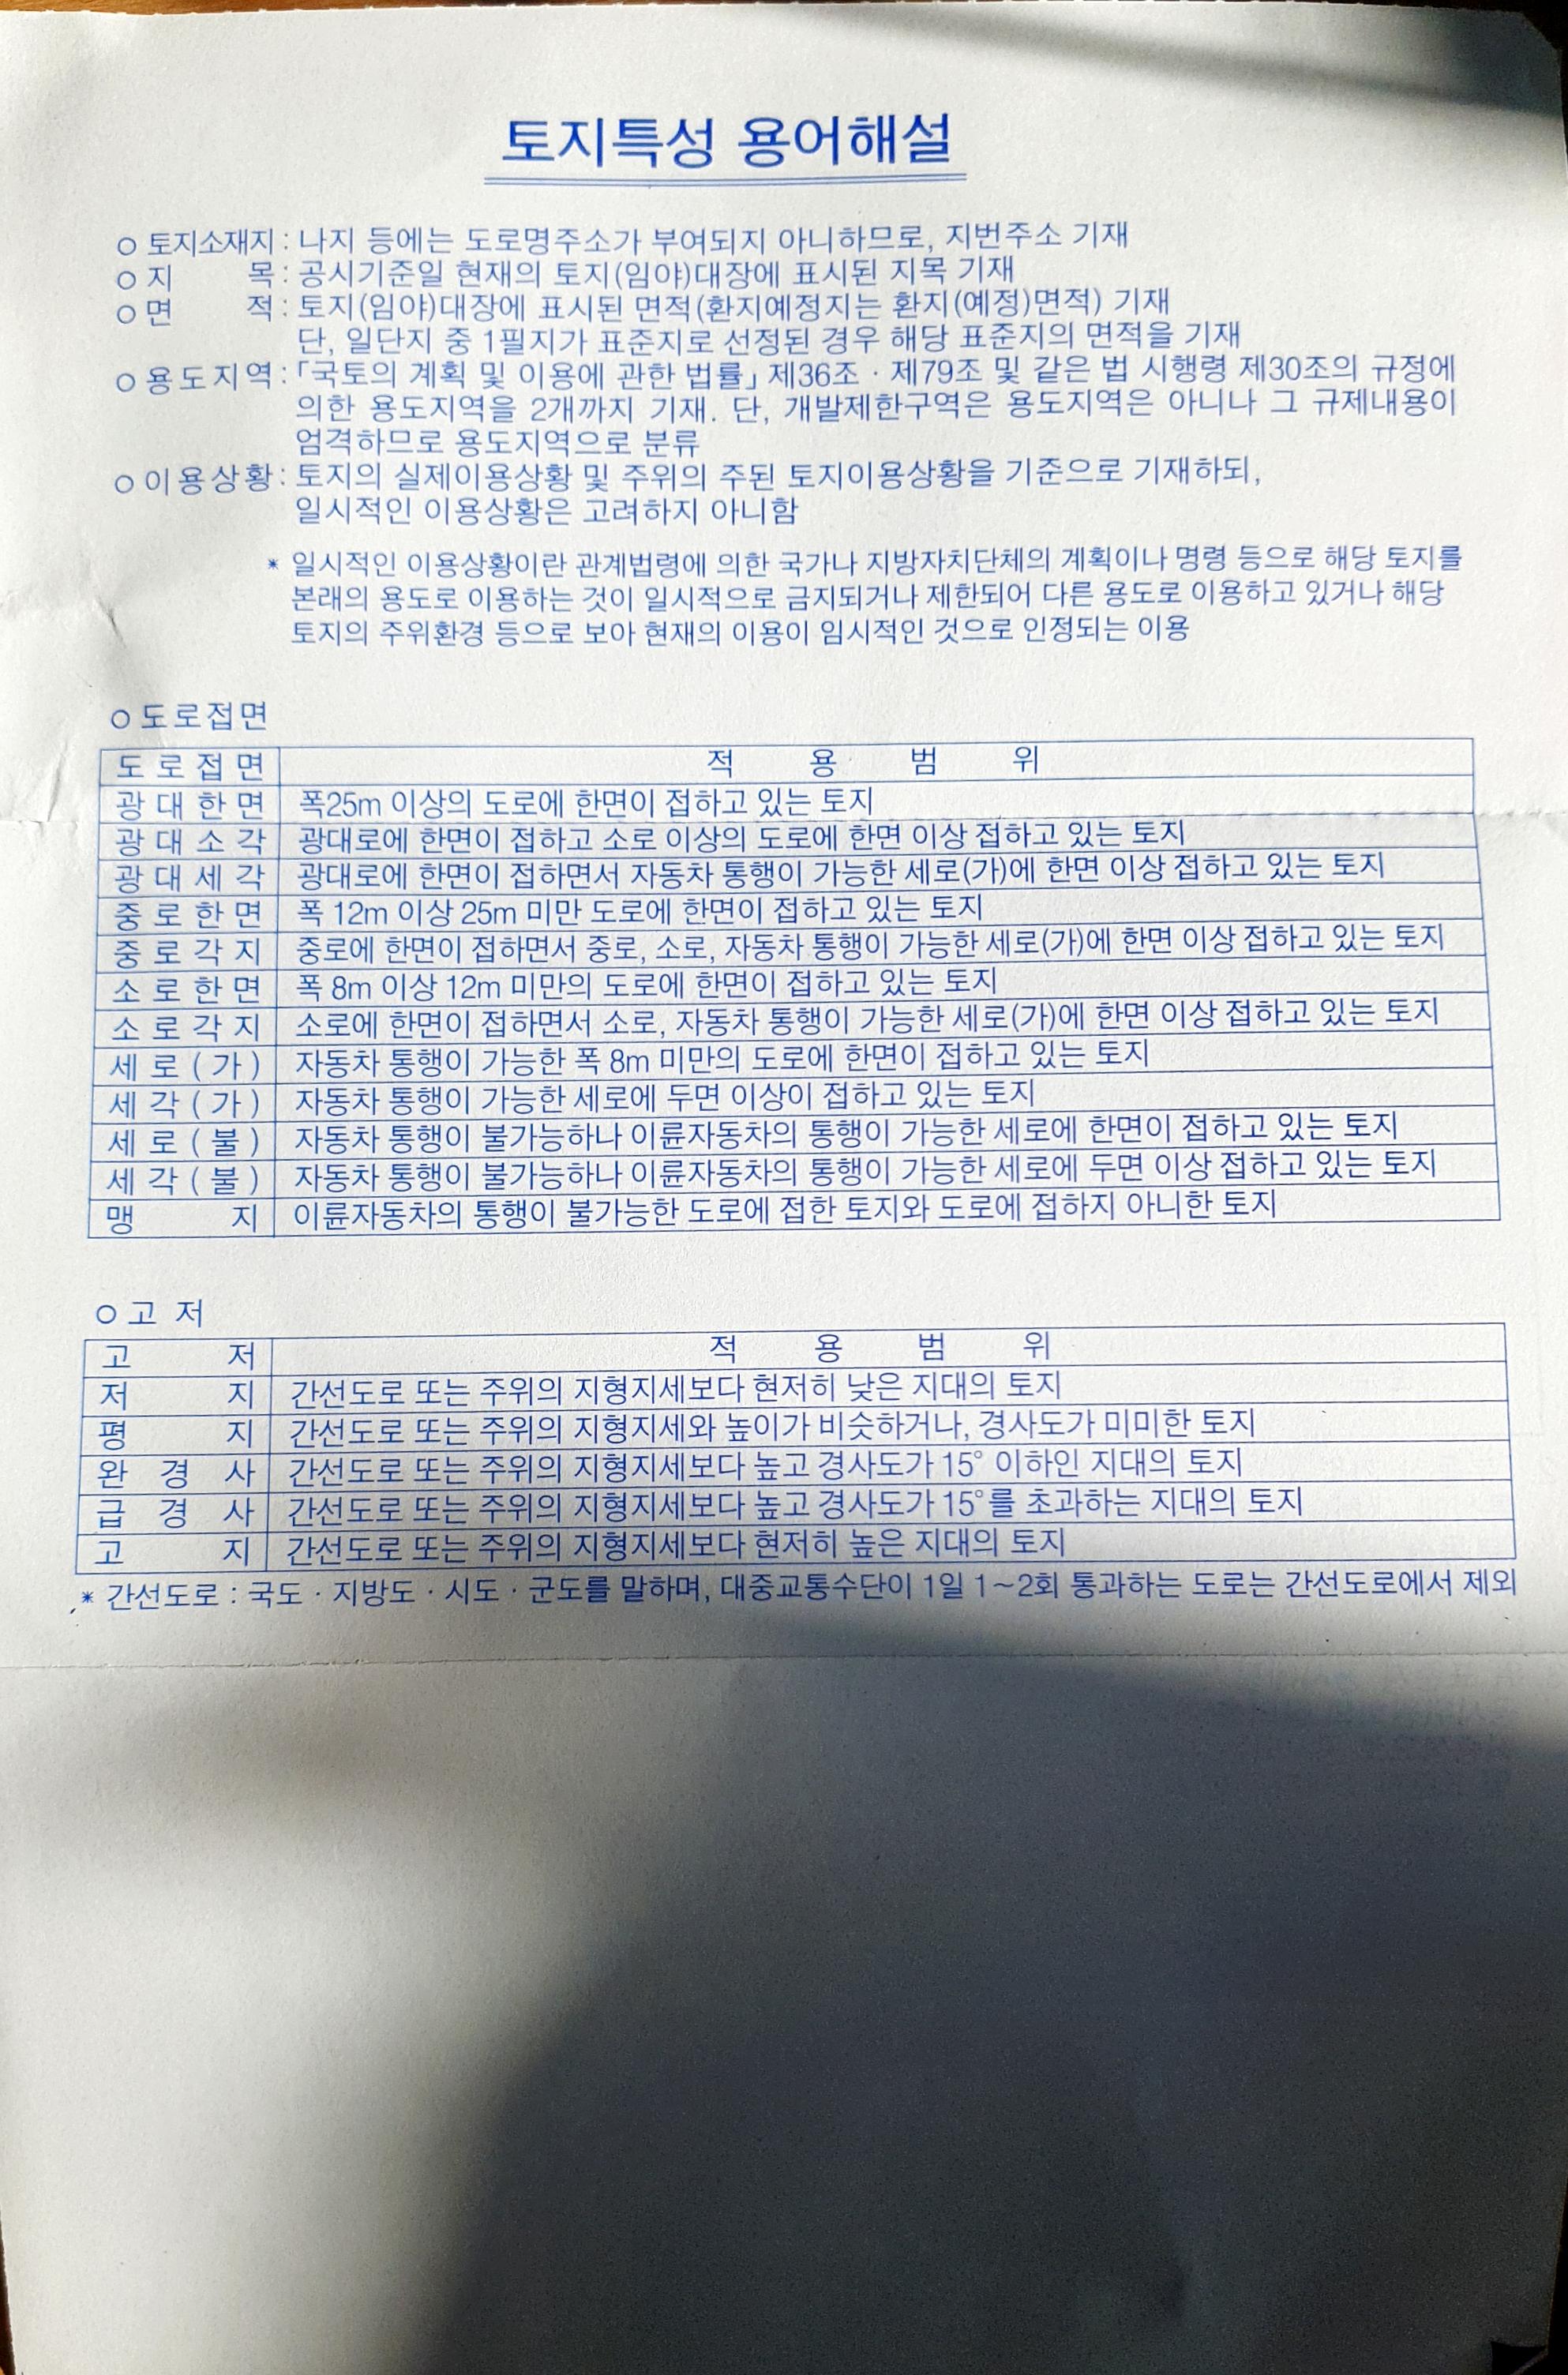 토지특성 용어해설
○ 토지소재지 : 나지 등에는 도로명주소가 부여되지 아니하므로, 지번주소 기재
○ 지 목 : 공시기준일 현재의 토지(임야)대장에 표시된 지목 기재
○ 면 적 : 토지(임야)대장에 표시된 면적(환지예정지는 환지(예정)면적) 기재
단, 일단지 중 1필지가 표준지로 선정된 경우 해당 표준지의 면적을 기재
○ 용도지역 : 「국토의 계획 및 이용에 관한 법률」 제36조 · 제79조 및 같은 법 시행령 제30조의 규정에
의한 용도지역을 2개까지 기재. 단, 개발제한구역은 용도지역은 아니나 그 규제내용이
엄격하므로 용도지역으로 분류
○ 이용상황 : 토지의 실제이용상황 및 주위의 주된 토지이용상황을 기준으로 기재하되,
일시적인 이용상황은 고려하지 아니함
* 일시적인 이용상황이란 관계법령에 의한 국가나 지방자치단체의 계획이나 명령 등으로 해당 토지를
본래의 용도로 이용하는 것이 일시적으로 금지되거나 제한되어 다른 용도로 이용하고 있거나 해당
토지의 주위환경 등으로 보아 현재의 이용이 임시적인 것으로 인정되는 이용
○ 도로접면
도로접면 적 용 범 위
광대한면 폭25m 이상의 도로에 한면이 접하고 있는 토지
광대소각 광대로에 한면이 접하고 소로 이상의 도로에 한면 이상 접하고 있는 토지
광대세각 광대로에 한면이 접하면서 자동차 통행이 가능한 세로(가)에 한면 이상 접하고 있는 토지
중로한면 폭 12m 이상 25m 미만 도로에 한면이 접하고 있는 토지
중로각지 중로에 한면이 접하면서 중로, 소로, 자동차 통행이 가능한 세로(가)에 한면 이상 접하고 있는 토지
소로한면 폭 8m 이상 12m 미만의 도로에 한면이 접하고 있는 토지
소로각지 소로에 한면이 접하면서 소로, 자동차 통행이 가능한 세로(가)에 한면 이상 접하고 있는 토지
세로(가) 자동차 통행이 가능한 폭 8m 미만의 도로에 한면이 접하고 있는 토지
세각(가) 자동차 통행이 가능한 세로에 두면 이상이 접하고 있는 토지
세로(불) 자동차 통행이 불가능하나 이륜자동차의 통행이 가능한 세로에 한면이 접하고 있는 토지
세각(불) 자동차 통행이 불가능하나 이륜자동차의 통행이 가능한 세로에 두면 이상 접하고 있는 토지
맹 지 이륜자동차의 통행이 불가능한 도로에 접한 토지와 도로에 접하지 아니한 토지
○ 고 저
고 저 적 용 범 위
저 지 간선도로 또는 주위의 지형지세보다 현저히 낮은 지대의 토지
평 지 간선도로 또는 주위의 지형지세와 높이가 비슷하거나, 경사도가 미미한 토지
완 경 사 간선도로 또는 주위의 지형지세보다 높고 경사도가 15° 이하인 지대의 토지
급 경 사 간선도로 또는 주위의 지형지세보다 높고 경사도가 15°를 초과하는 지대의 토지
고 지 간선도로 또는 주위의 지형지세보다 현저히 높은 지대의 토지
* 간선도로 : 국도 · 지방도 · 시도 · 군도를 말하며, 대중교통수단이 1일 1~2회 통과하는 도로는 간선도로에서 제외